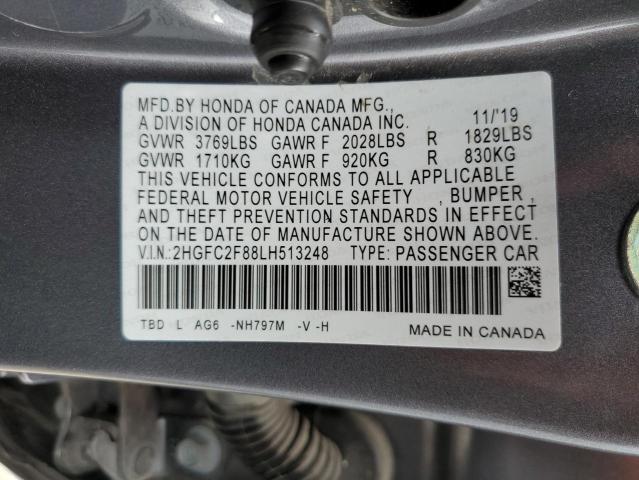 MFD.BY HONDA OF CANADA MFG.,
A DIVISION OF HONDA CANADA INC. 11/'19
GVWR 3769LBS GAWR F 2028LBS R 1829LBS
GVWR 1710KG GAWR F 920KG R 830KG
THIS VEHICLE CONFORMS TO ALL APPLICABLE
FEDERAL MOTOR VEHICLE SAFETY , BUMPER ,
AND THEFT PREVENTION STANDARDS IN EFFECT
ON THE DATE OF MANUFACTURE SHOWN ABOVE.
V.I.N.: 2HGFC2F88LH513248 TYPE: PASSENGER CAR
TBD L AG6 -NH797M -V -H
MADE IN CANADA